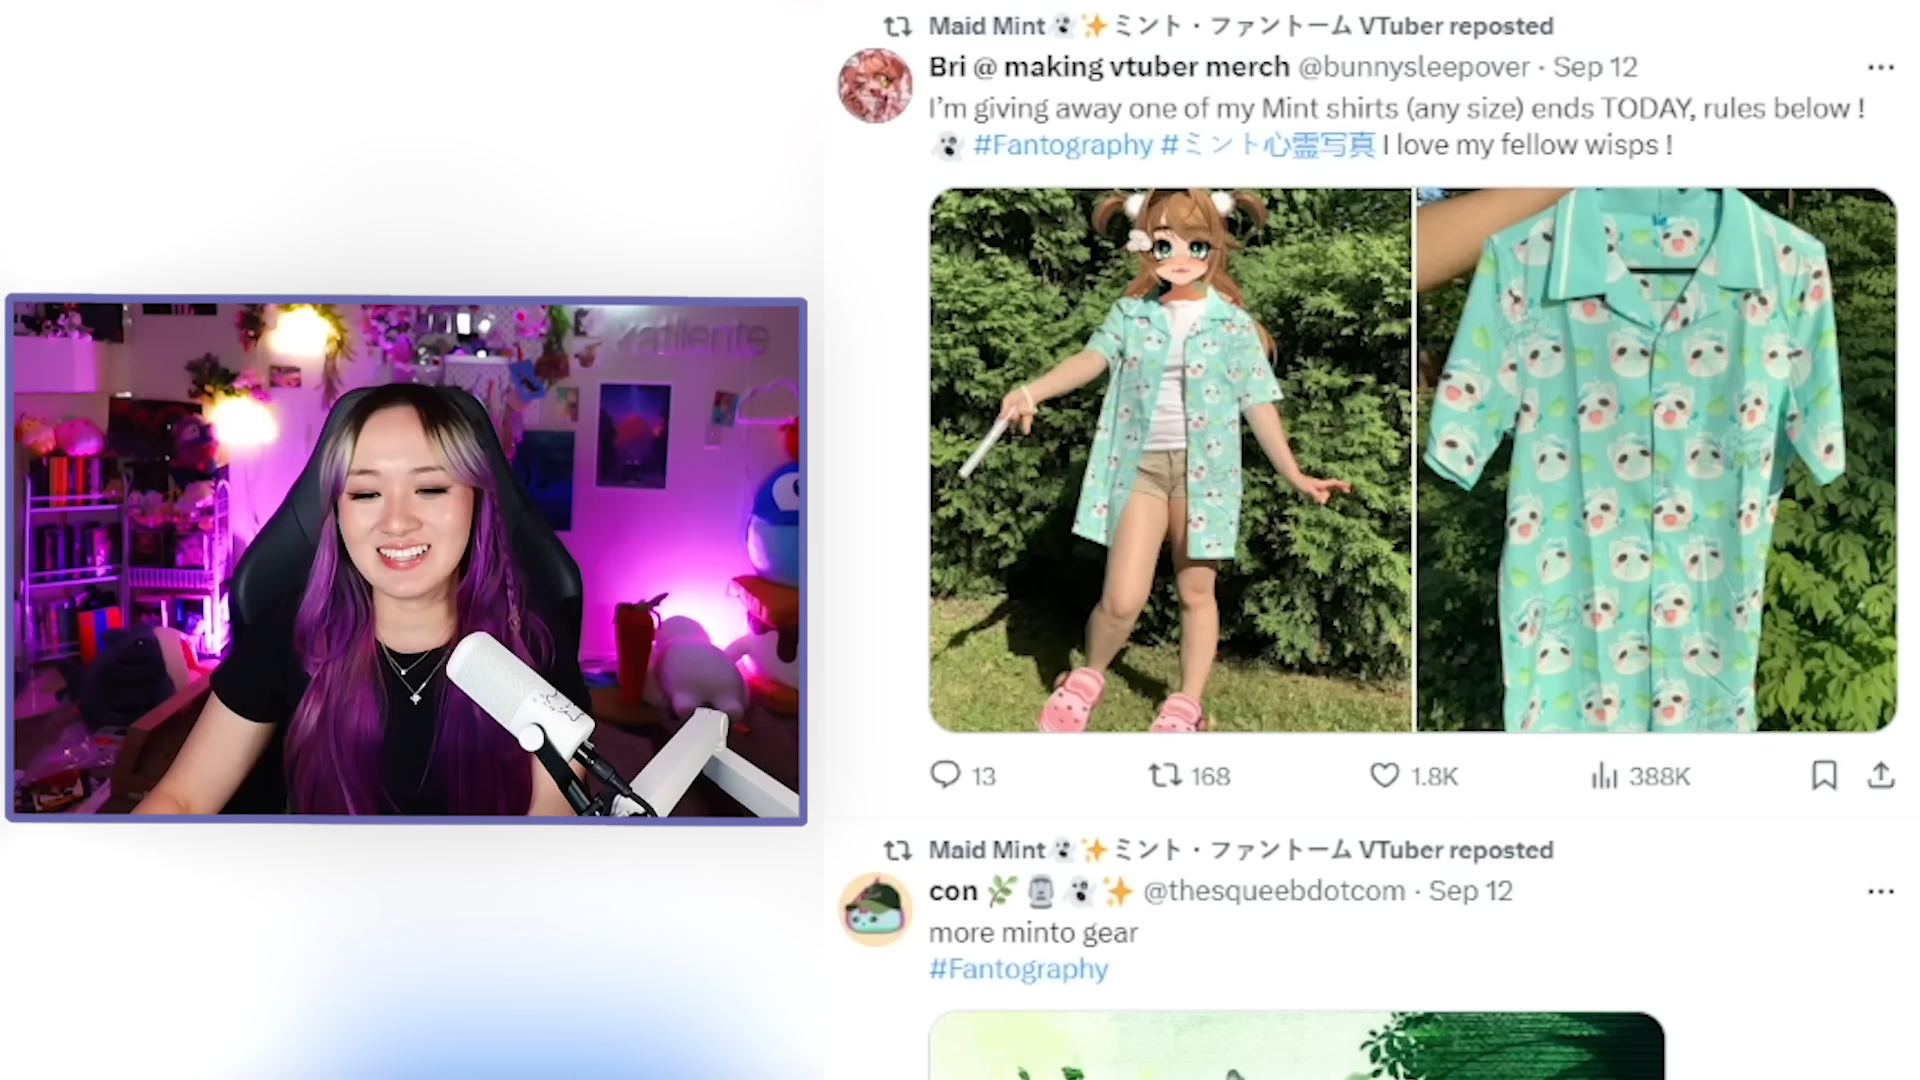 katliente
Maid Mint👻✨ミント・ファントーム VTuber reposted
Bri @ making vtuber merch @bunnysleepover · Sep 12
I'm giving away one of my Mint shirts (any size) ends TODAY, rules below !
👻 #Fantography #ミント心霊写真 I love my fellow wisps !
13 168 1.8K 388K
Maid Mint👻✨ミント・ファントーム VTuber reposted
con 🌿🗿👻✨ @thesqueebdotcom · Sep 12
more minto gear
#Fantography